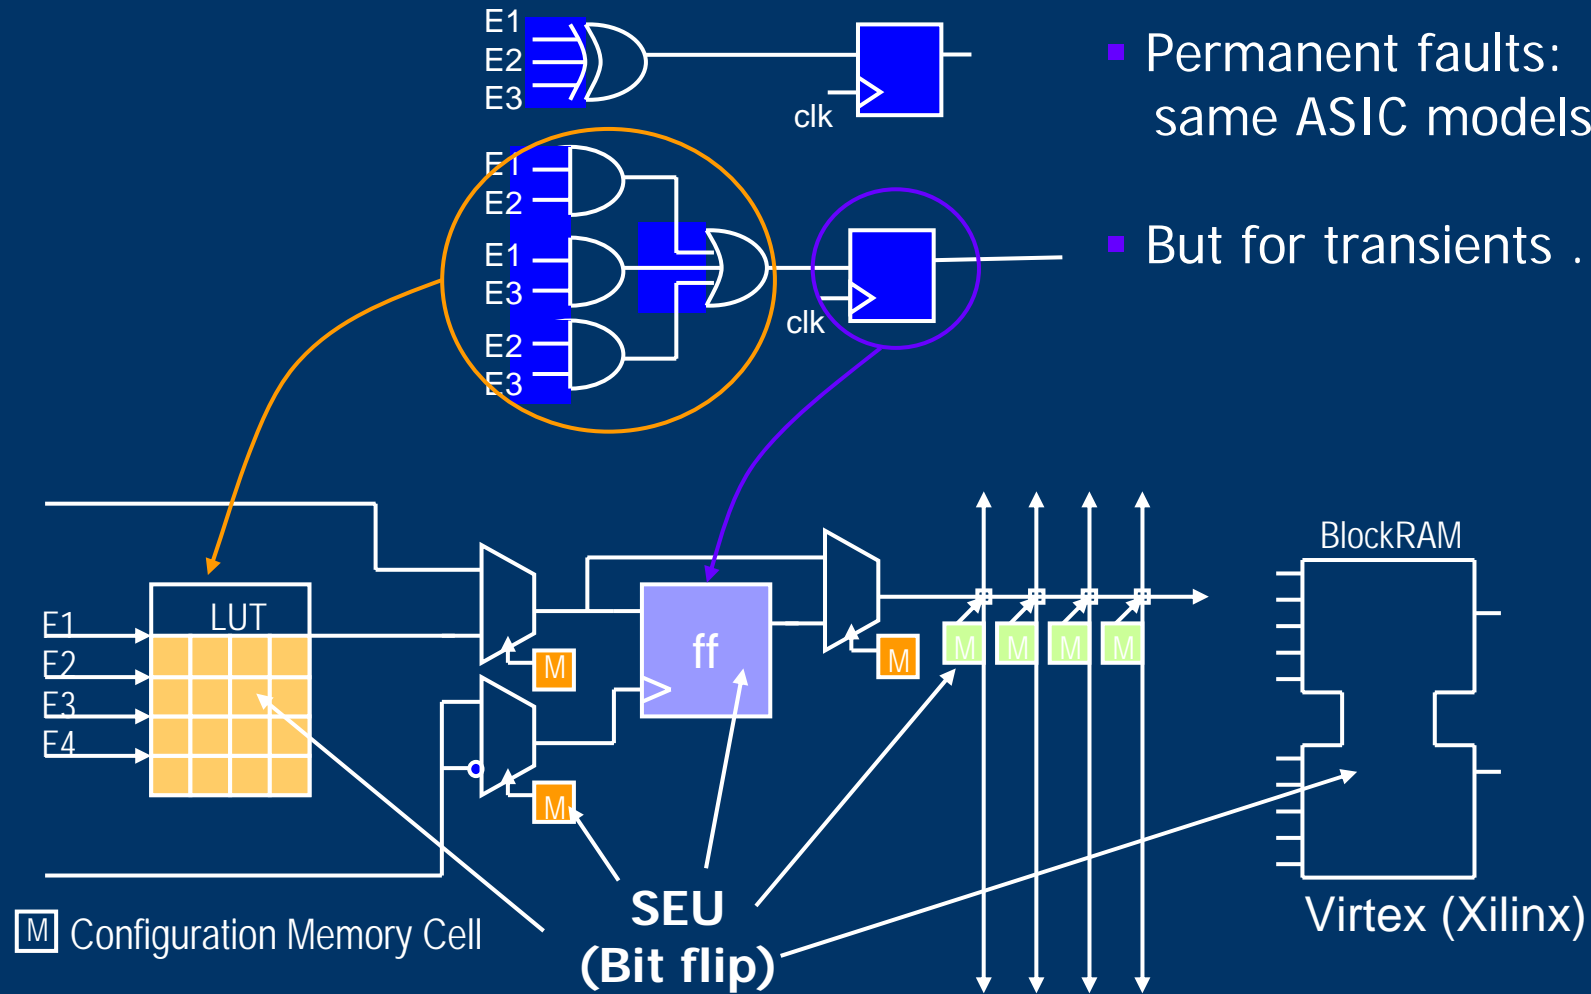 E1
E2
E3
clk
Permanent faults:
same ASIC models
E1
E2
E1
E3
E2
E3
clk
But for transients .
LUT
E1
E2
E3
E4
M
M
ff
M
M
M
M
M
BlockRAM
Virtex (Xilinx)
M Configuration Memory Cell
SEU
(Bit flip)